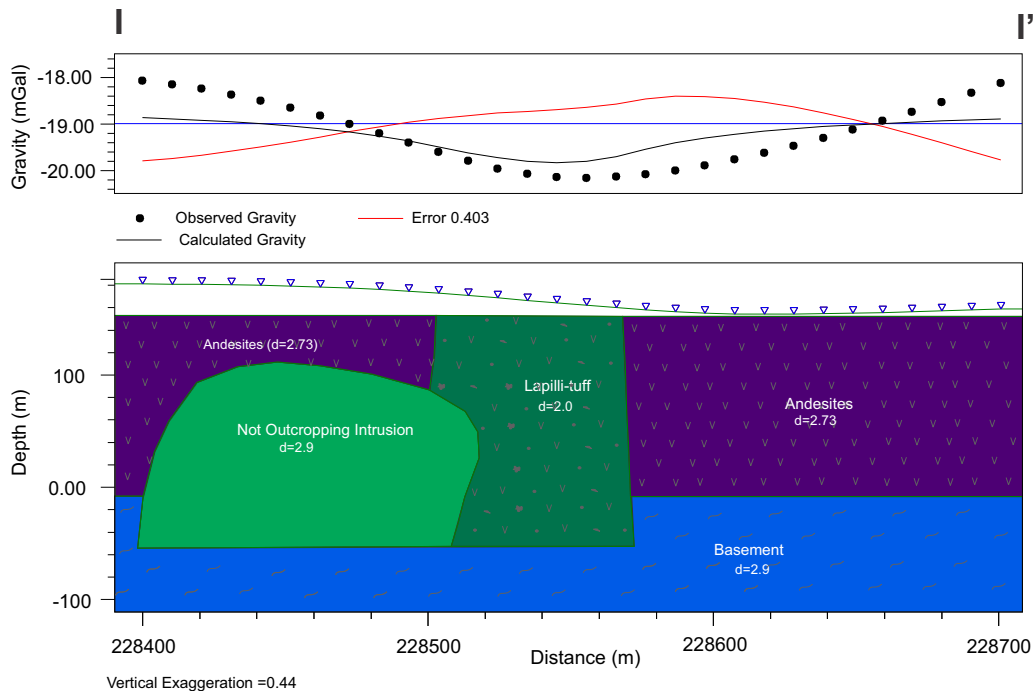 I I'
Gravity (mGal)
-18.00
-19.00
-20.00
Observed Gravity Error 0.403
Calculated Gravity
Depth (m)
100
0.00
-100
Andesites (d=2.73)
Lapilli-tuff
d=2.0
Andesites
d=2.73
Not Outcropping Intrusion
d=2.9
Basement
d=2.9
228400 228500 228600 228700
Distance (m)
Vertical Exaggeration =0.44